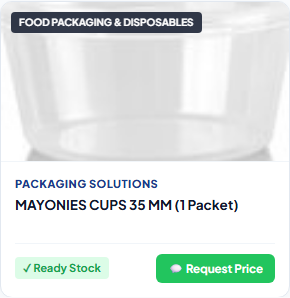 FOOD PACKAGING & DISPOSABLES
PACKAGING SOLUTIONS
MAYONIES CUPS 35 MM (1 Packet)
✓ Ready Stock
Request Price